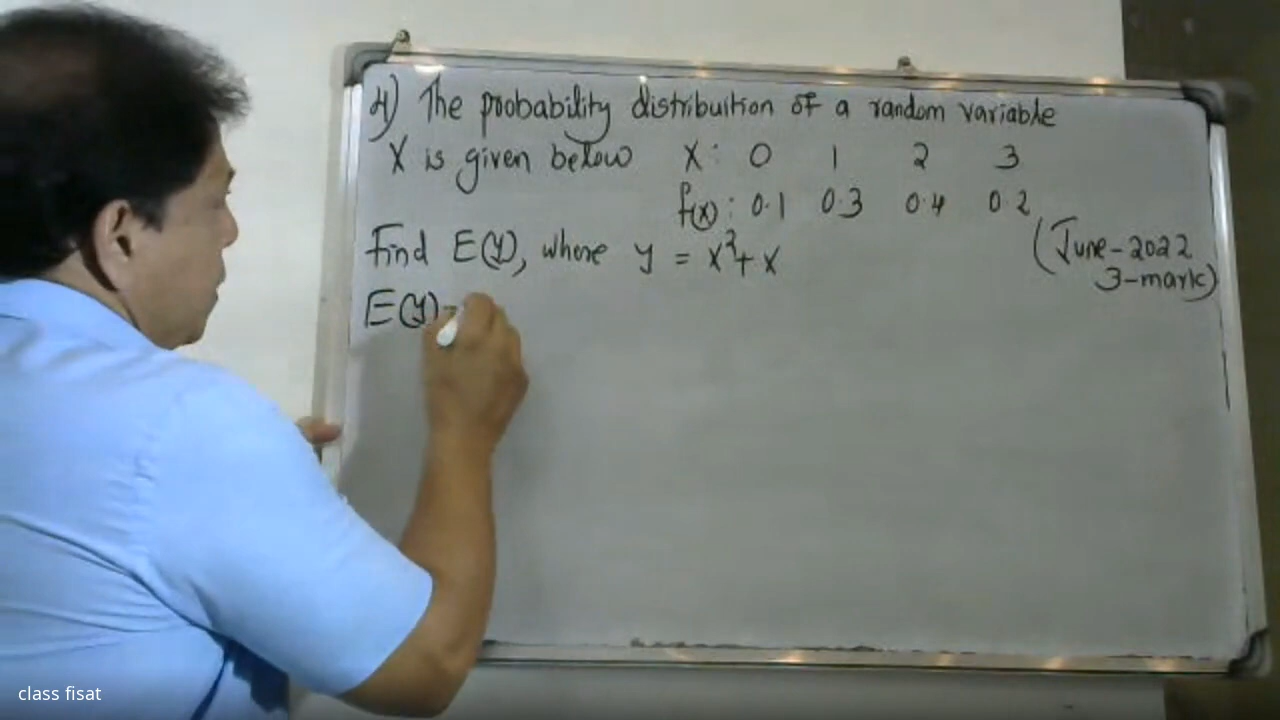 4) The probability distribuition of a random variable
X is given below X: 0 1 2 3
f(x): 0.1 0.3 0.4 0.2
Find E(y), where y = x²+x
(June-2022
3-mark)
E(y)=
class fisat